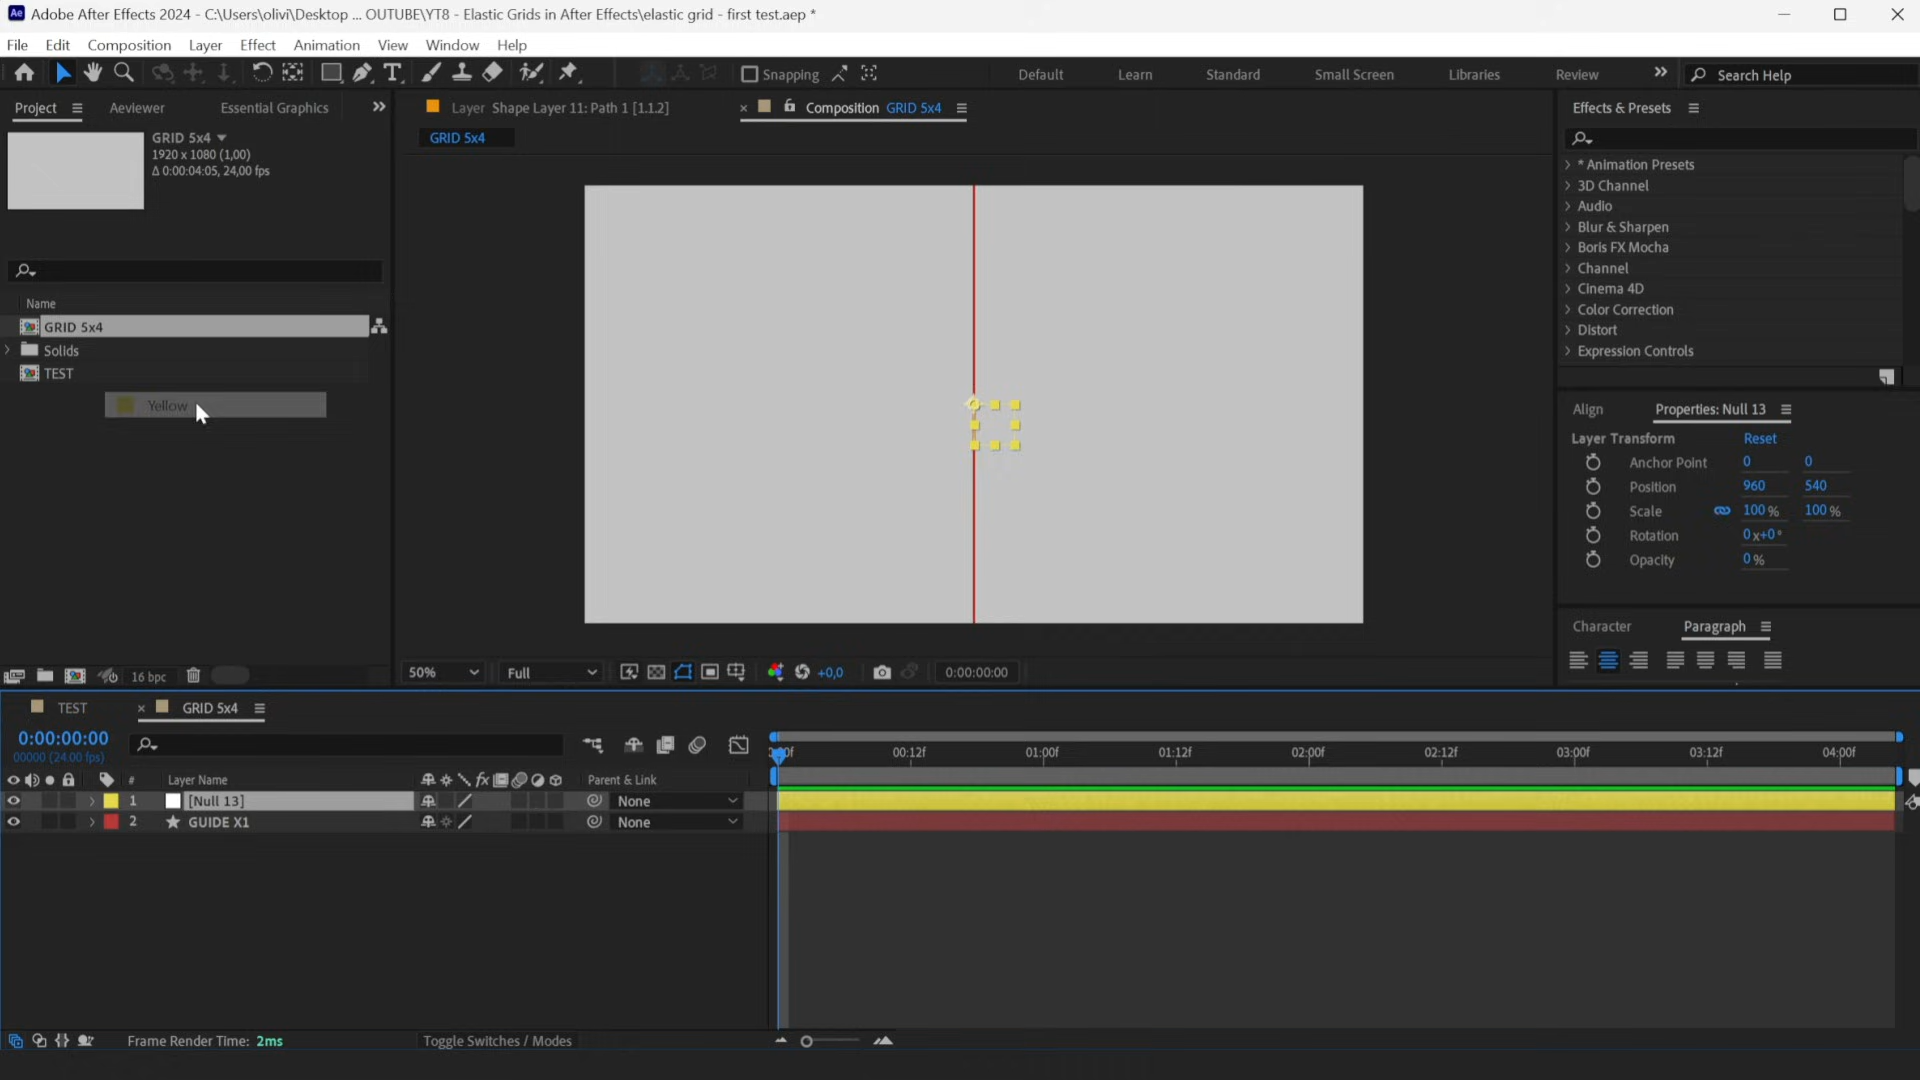 Adobe After Effects 2024 - C:\Users\olivi\Desktop ... OUTUBE\YT8 - Elastic Grids in After Effects\elastic grid - first test.aep *
File Edit Composition Layer Effect Animation View Window Help
Snapping Default Learn Standard Small Screen Libraries Review Search Help
Project Aeviewer Essential Graphics
Layer Shape Layer 11: Path 1 [1.1.2] × Composition GRID 5x4
Effects & Presets
GRID 5x4
1920 x 1080 (1,00)
Δ 0:00:04:05, 24,00 fps
GRID 5x4
* Animation Presets
3D Channel
Audio
Blur & Sharpen
Boris FX Mocha
Channel
Cinema 4D
Color Correction
Distort
Expression Controls
Name
GRID 5x4
Solids
TEST
Yellow
Align Properties: Null 13
Layer Transform Reset
Anchor Point 0 0
Position 960 540
Scale 100 % 100 %
Rotation 0x+0°
Opacity 0 %
Character Paragraph
16 bpc
50% Full +0,0 0:00:00:00
TEST × GRID 5x4
0:00:00:00
00000 (24.00 fps)
00:12f 01:00f 01:12f 02:00f 02:12f 03:00f 03:12f 04:00f
# Layer Name fx Parent & Link
1 [Null 13] None
2 GUIDE X1 None
Frame Render Time: 2ms Toggle Switches / Modes